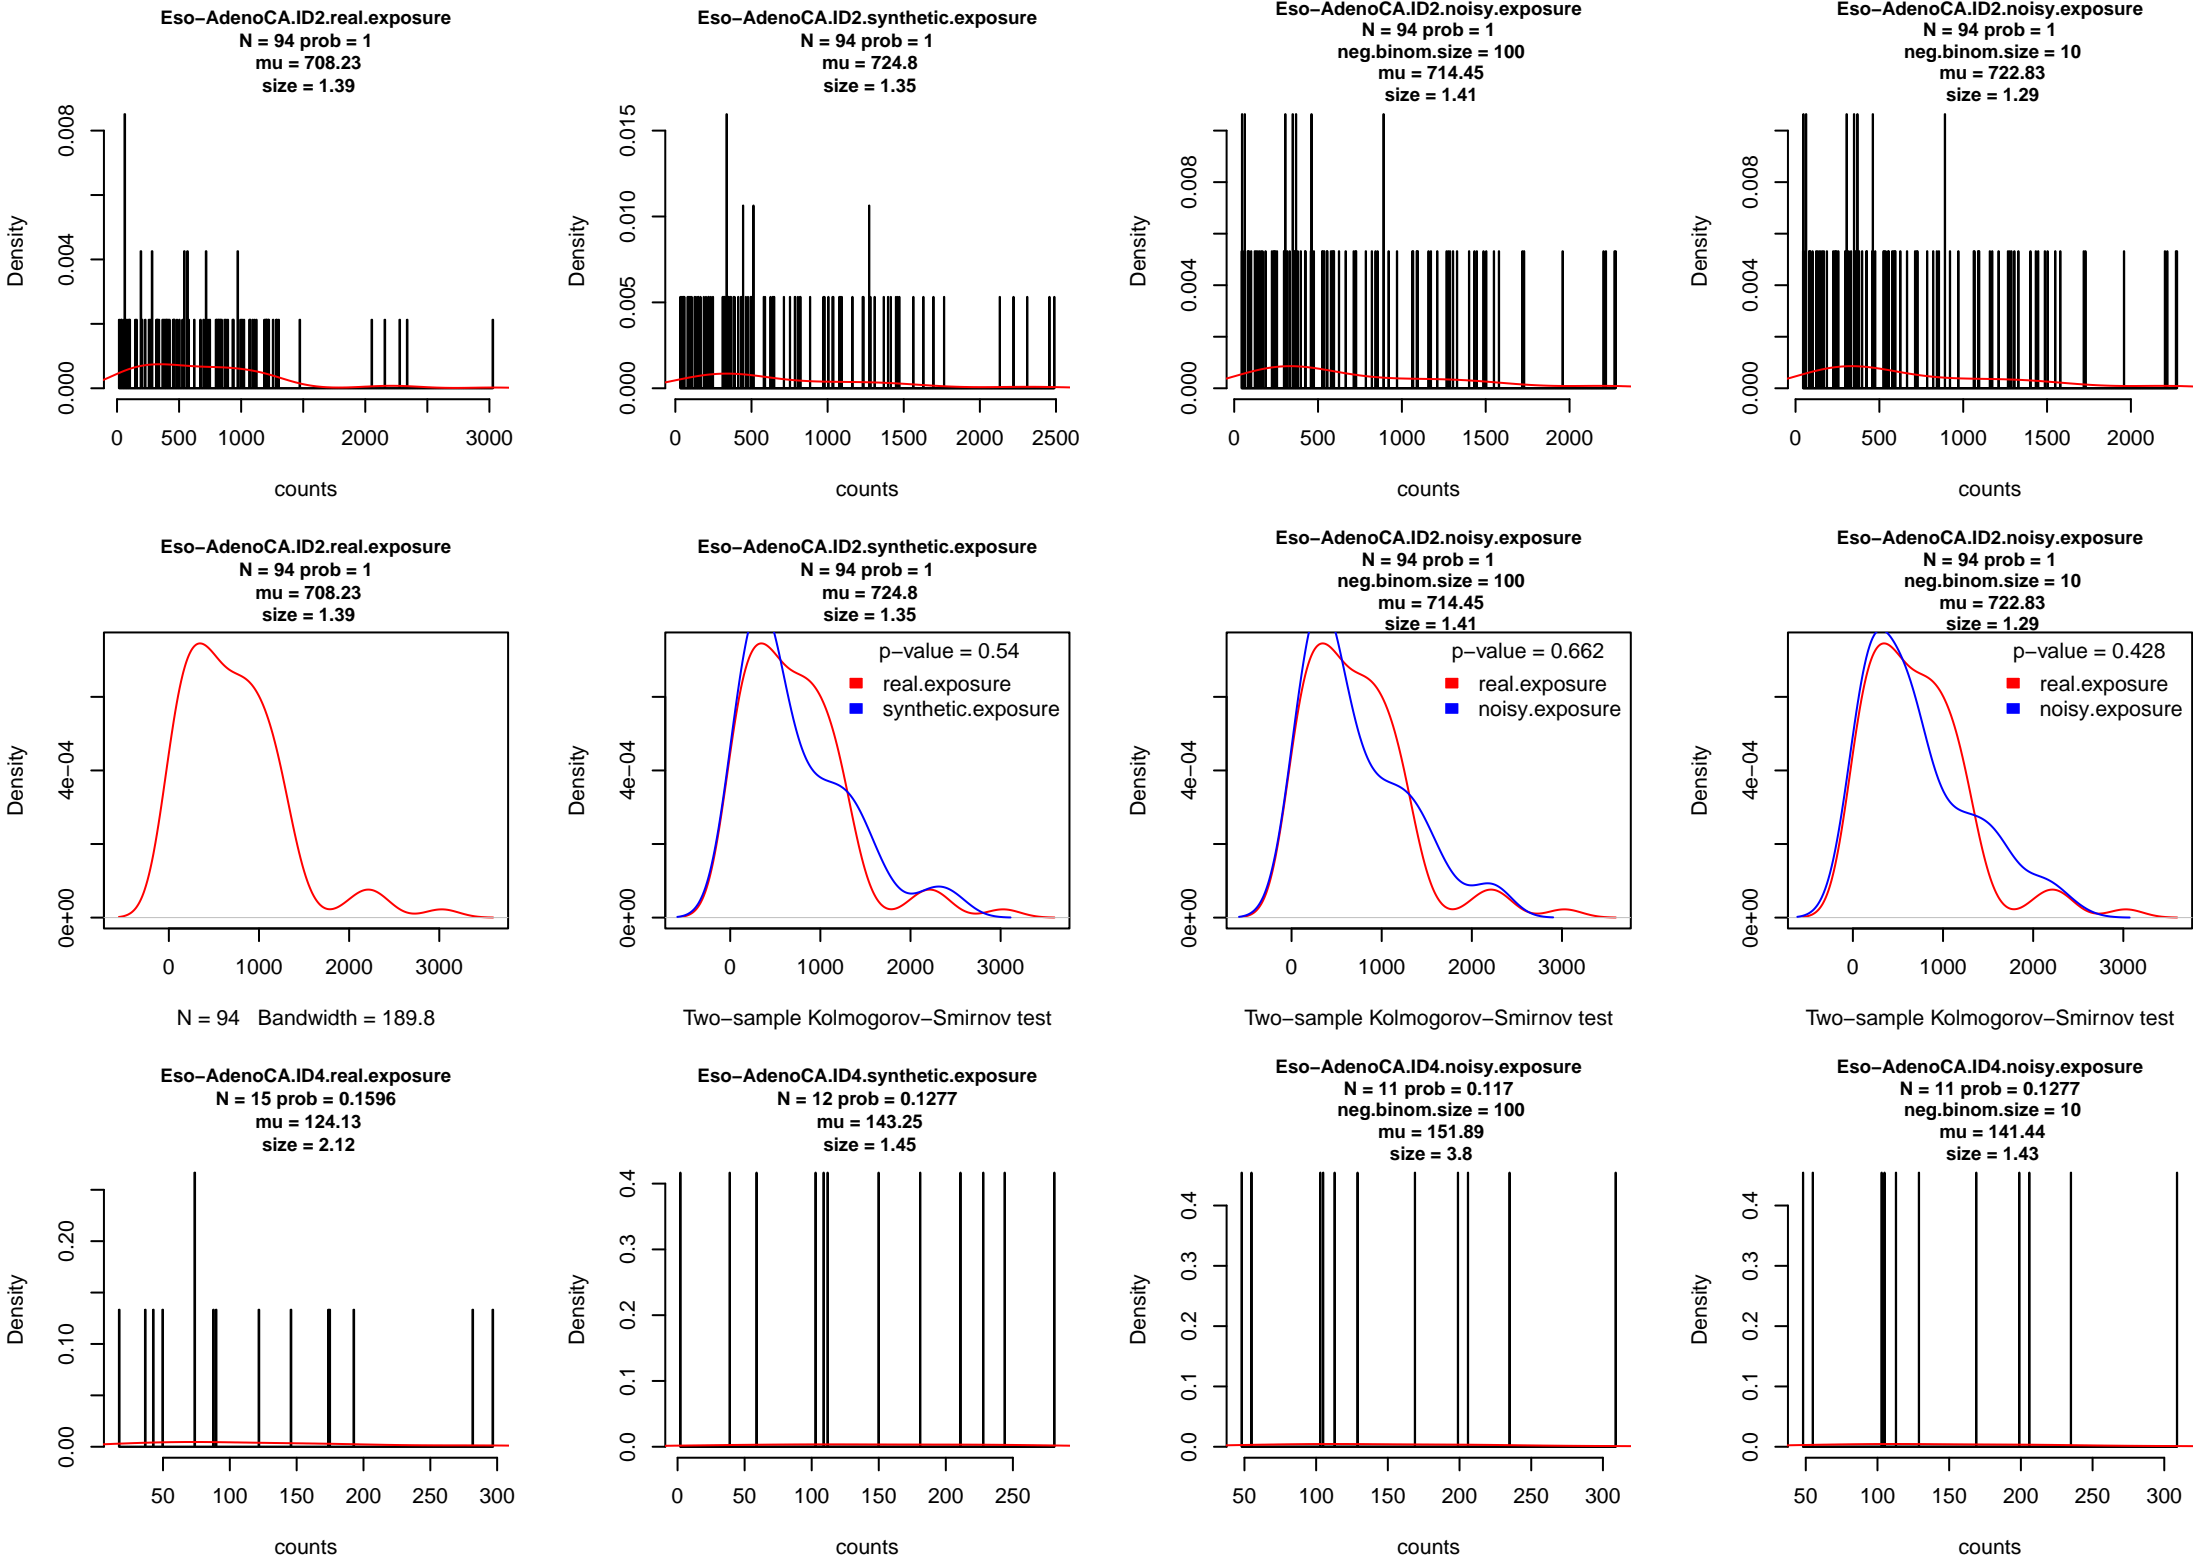 Eso−AdenoCA.ID2.real.exposure
N = 94 prob = 1
mu = 708.23
size = 1.39
Density
0.000 0.004 0.008
0 500 1000 2000 3000
counts
Eso−AdenoCA.ID2.synthetic.exposure
N = 94 prob = 1
mu = 724.8
size = 1.35
Density
0.000 0.005 0.010 0.015
0 500 1000 1500 2000 2500
counts
Eso−AdenoCA.ID2.noisy.exposure
N = 94 prob = 1
neg.binom.size = 100
mu = 714.45
size = 1.41
Density
0.000 0.004 0.008
0 500 1000 1500 2000
counts
Eso−AdenoCA.ID2.noisy.exposure
N = 94 prob = 1
neg.binom.size = 10
mu = 722.83
size = 1.29
Density
0.000 0.004 0.008
0 500 1000 1500 2000
counts
Eso−AdenoCA.ID2.real.exposure
N = 94 prob = 1
mu = 708.23
size = 1.39
Density
0e+00 4e−04
0 1000 2000 3000
N = 94 Bandwidth = 189.8
Eso−AdenoCA.ID2.synthetic.exposure
N = 94 prob = 1
mu = 724.8
size = 1.35
p−value = 0.54
real.exposure
synthetic.exposure
Density
0e+00 4e−04
0 1000 2000 3000
Two−sample Kolmogorov−Smirnov test
Eso−AdenoCA.ID2.noisy.exposure
N = 94 prob = 1
neg.binom.size = 100
mu = 714.45
size = 1.41
p−value = 0.662
real.exposure
noisy.exposure
Density
0e+00 4e−04
0 1000 2000 3000
Two−sample Kolmogorov−Smirnov test
Eso−AdenoCA.ID2.noisy.exposure
N = 94 prob = 1
neg.binom.size = 10
mu = 722.83
size = 1.29
p−value = 0.428
real.exposure
noisy.exposure
Density
0e+00 4e−04
0 1000 2000 3000
Two−sample Kolmogorov−Smirnov test
Eso−AdenoCA.ID4.real.exposure
N = 15 prob = 0.1596
mu = 124.13
size = 2.12
Density
0.00 0.10 0.20
50 100 150 200 250 300
counts
Eso−AdenoCA.ID4.synthetic.exposure
N = 12 prob = 0.1277
mu = 143.25
size = 1.45
Density
0.0 0.1 0.2 0.3 0.4
0 50 100 150 200 250
counts
Eso−AdenoCA.ID4.noisy.exposure
N = 11 prob = 0.117
neg.binom.size = 100
mu = 151.89
size = 3.8
Density
0.0 0.1 0.2 0.3 0.4
50 100 150 200 250 300
counts
Eso−AdenoCA.ID4.noisy.exposure
N = 11 prob = 0.1277
neg.binom.size = 10
mu = 141.44
size = 1.43
Density
0.0 0.1 0.2 0.3 0.4
50 100 150 200 250 300
counts